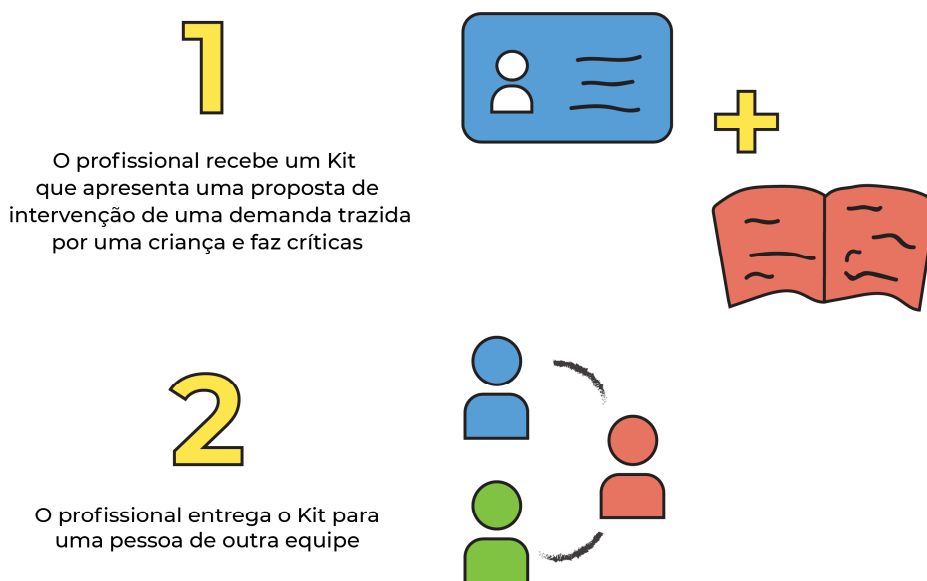 1
O profissional recebe um Kit
que apresenta uma proposta de
intervenção de uma demanda trazida
por uma criança e faz críticas
2
O profissional entrega o Kit para
uma pessoa de outra equipe